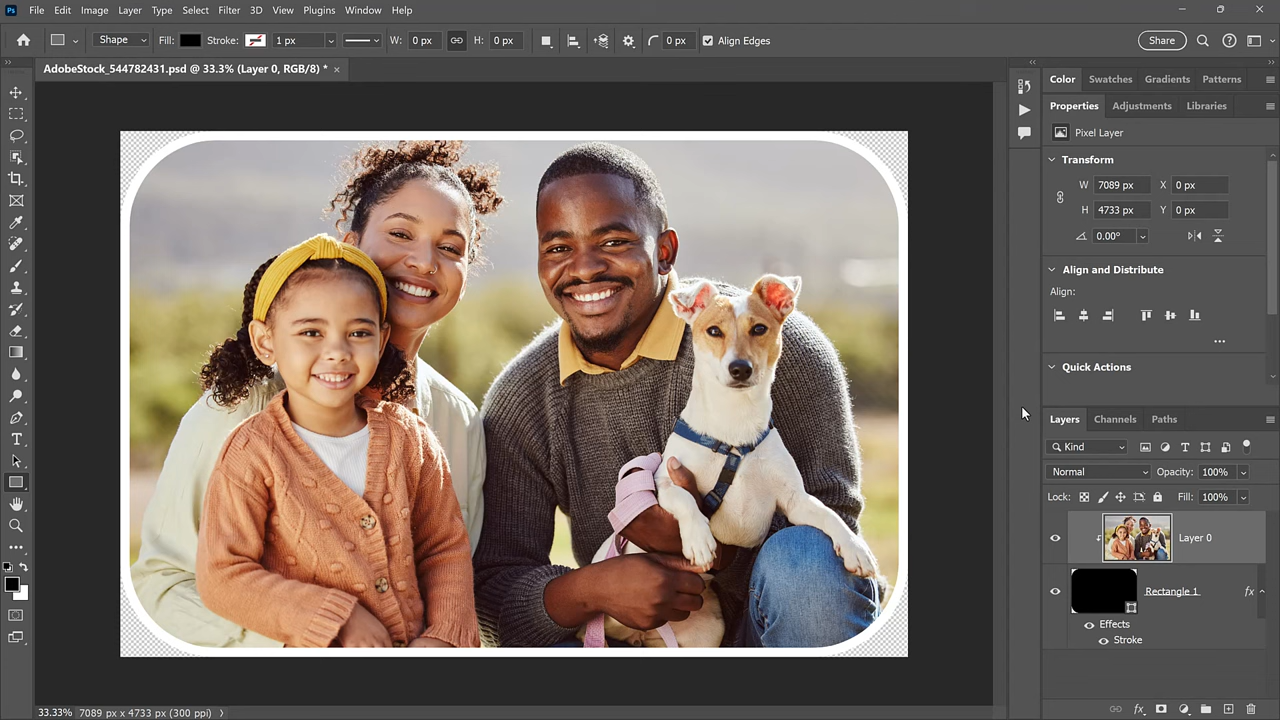 Ps File Edit Image Layer Type Select Filter 3D View Plugins Window Help
Shape Fill: Stroke: 1 px W: 0 px H: 0 px 0 px Align Edges Share
AdobeStock_544782431.psd @ 33.3% (Layer 0, RGB/8) * ×
Color Swatches Gradients Patterns
Properties Adjustments Libraries
Pixel Layer
Transform
W 7089 px X 0 px
H 4733 px Y 0 px
0.00°
Align and Distribute
Align:
Quick Actions
Layers Channels Paths
Kind
Normal Opacity: 100%
Lock: Fill: 100%
Layer 0
Rectangle 1 fx
Effects
Stroke
33.33% 7089 px x 4733 px (300 ppi)